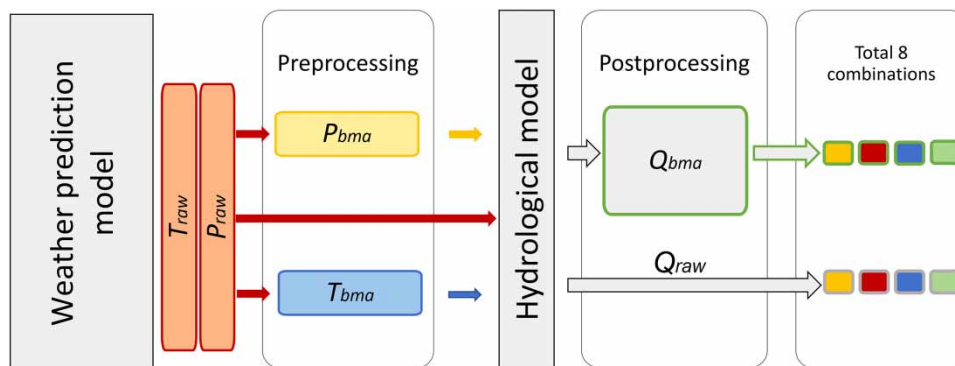 Weather prediction
model
Traw
Praw
Preprocessing
Pbma
Tbma
Hydrological model
Postprocessing
Qbma
Qraw
Total 8
combinations